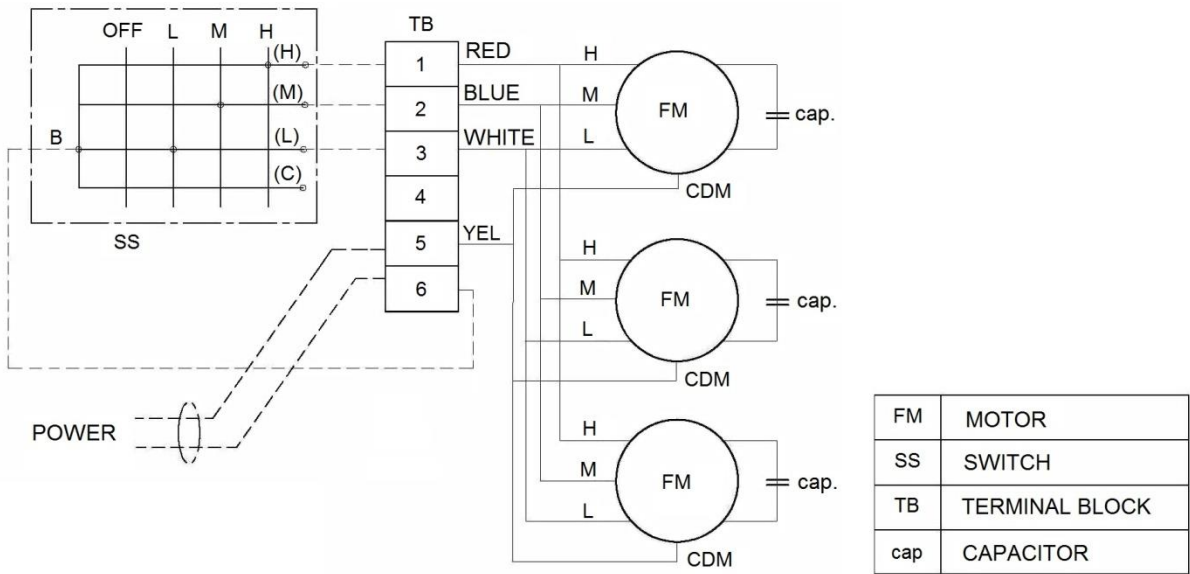 OFF L M H
TB
(H)
1
RED
H
(M)
2
BLUE
M
FM
cap.
B
(L)
3
WHITE
L
(C)
4
CDM
SS
5
YEL
H
6
M
FM
cap.
L
CDM
POWER
H
M
FM
cap.
L
CDM
FM MOTOR
SS SWITCH
TB TERMINAL BLOCK
cap CAPACITOR